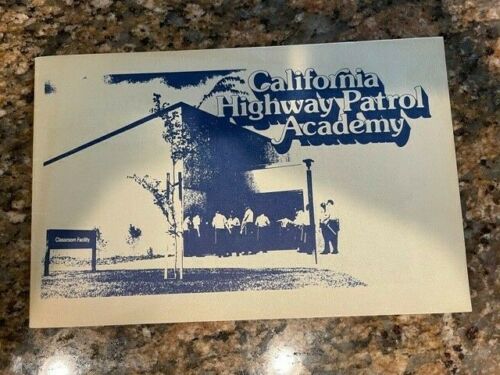 California
Highway Patrol
Academy
Classroom Facility